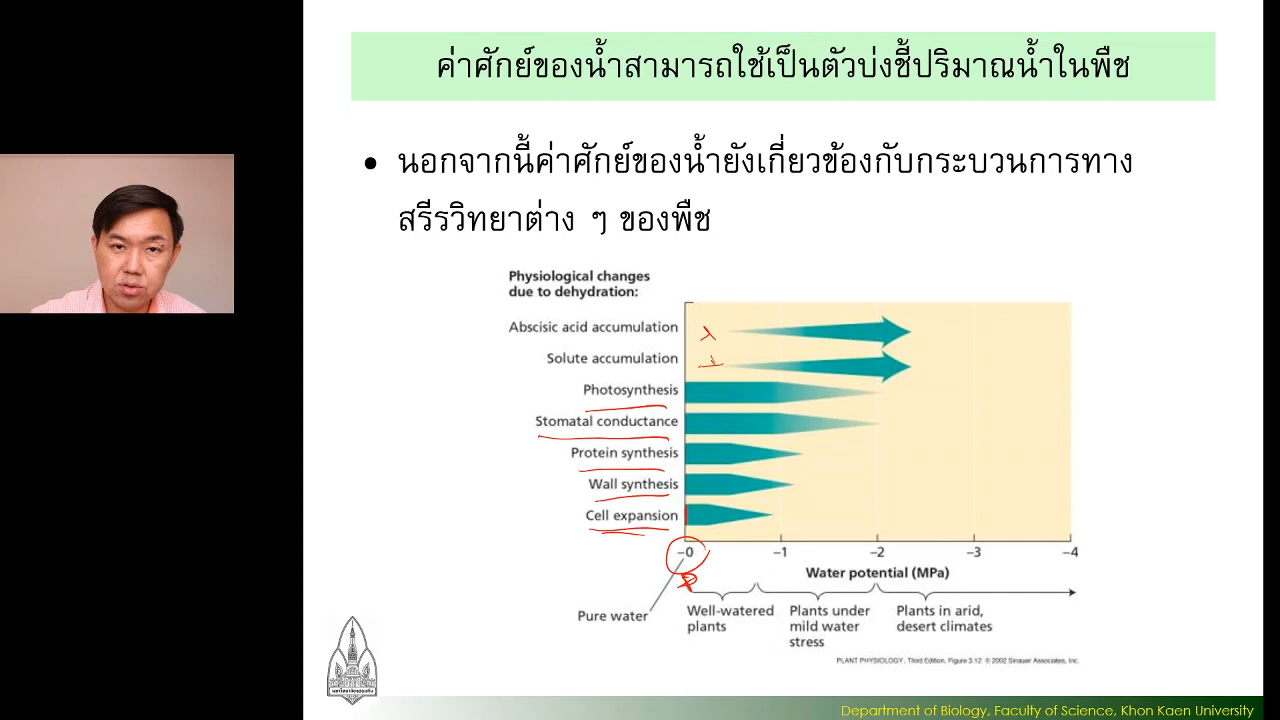 ค่าศักย์ของน้ำสามารถใช้เป็นตัวบ่งชี้ปริมาณน้ำในพืช
• นอกจากนี้ค่าศักย์ของน้ำยังเกี่ยวข้องกับกระบวนการทาง
สรีรวิทยาต่าง ๆ ของพืช
Physiological changes
due to dehydration:
Abscisic acid accumulation
Solute accumulation
Photosynthesis
Stomatal conductance
Protein synthesis
Wall synthesis
Cell expansion
–0 –1 –2 –3 –4
Water potential (MPa)
Pure water
Well-watered
plants
Plants under
mild water
stress
Plants in arid,
desert climates
PLANT PHYSIOLOGY, Third Edition, Figure 3.12 © 2002 Sinauer Associates, Inc.
Department of Biology, Faculty of Science, Khon Kaen University